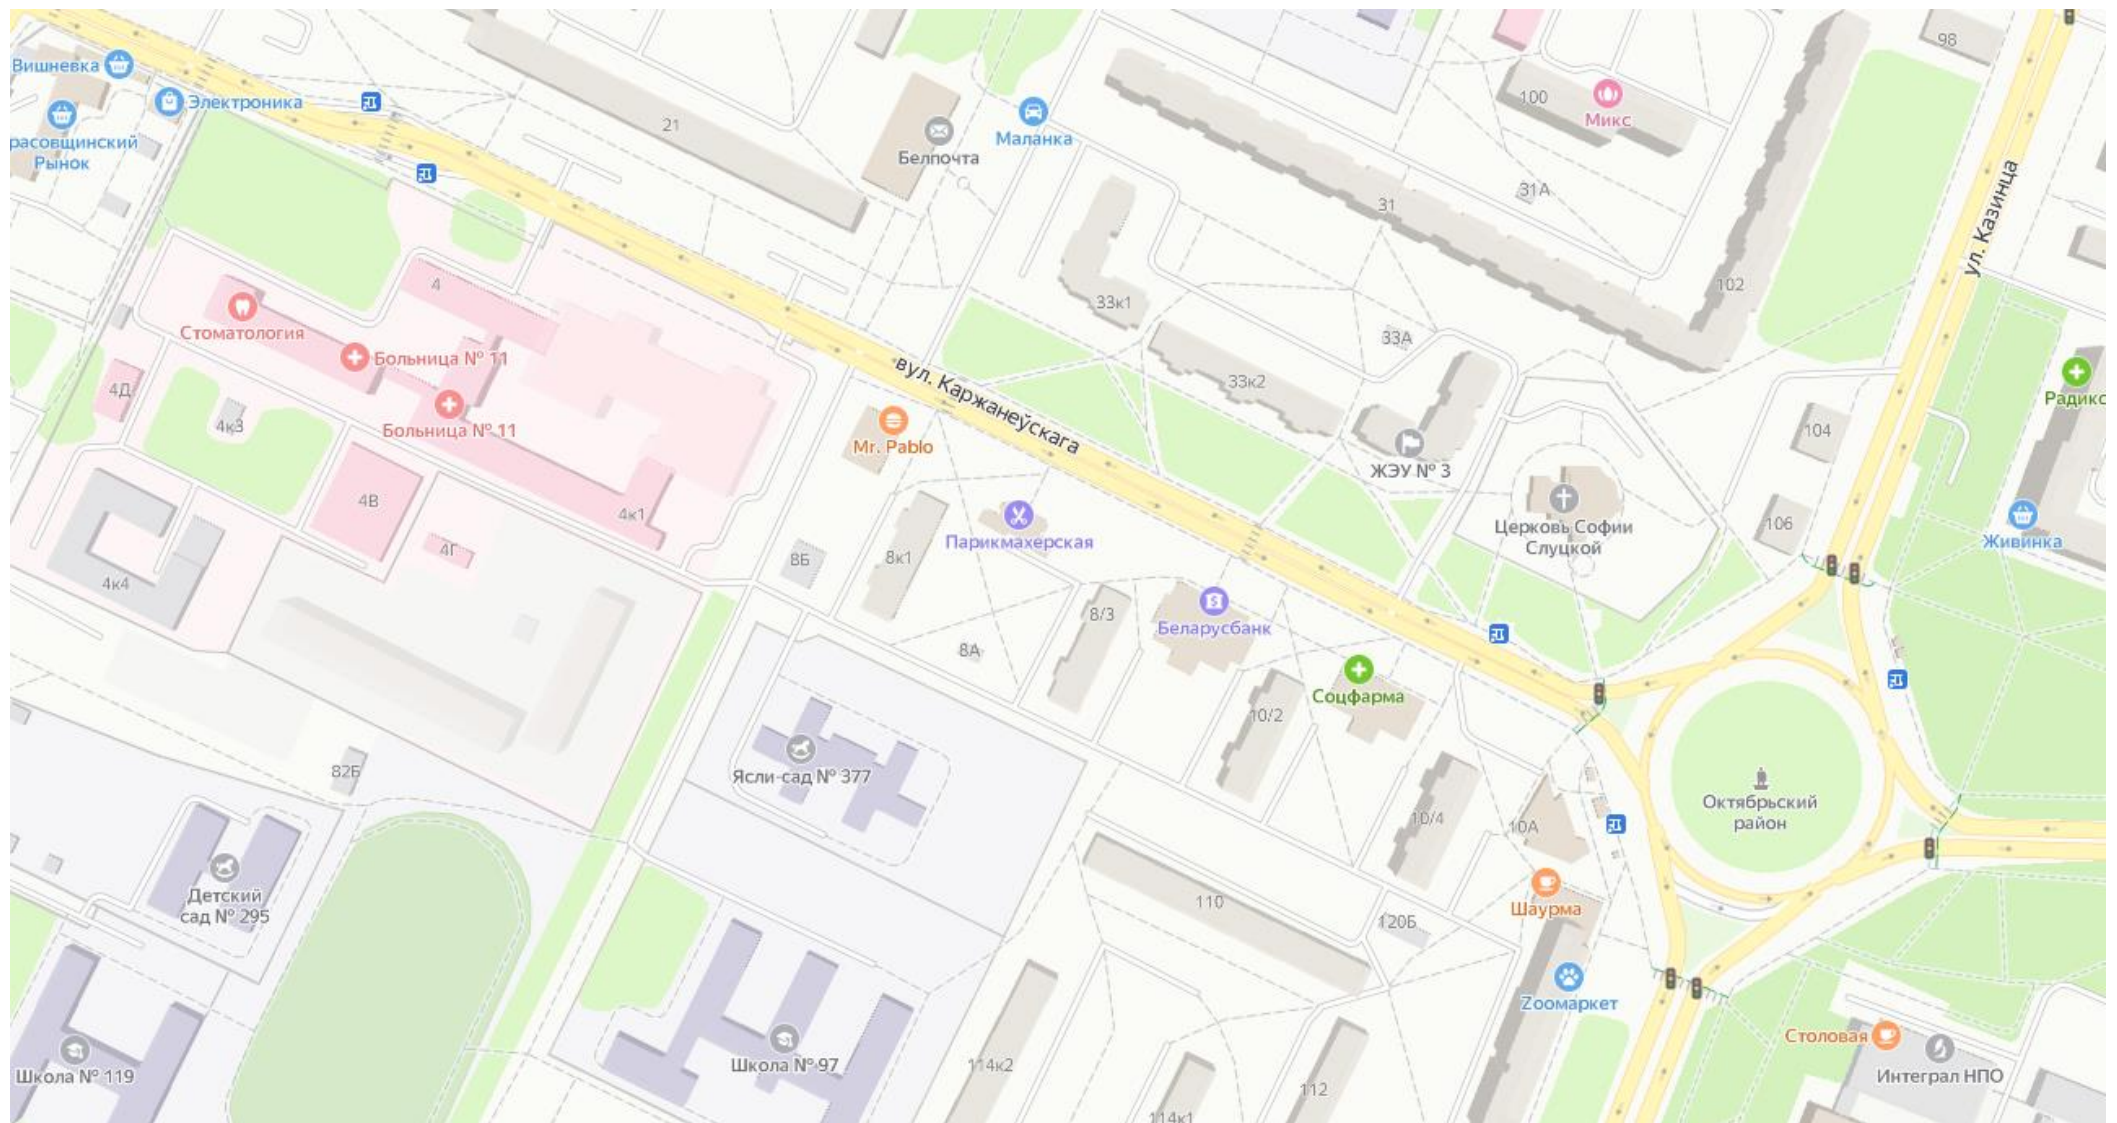 98
Вишневка
Электроника
расовщинский
Рынок
21
Белпочта
Маланка
100
Микс
31А
31
ул. Казинца
102
4
Стоматология
Больница № 11
Больница № 11
33к1
33А
33к2
вул. Каржанеўскага
Mr. Pablo
ЖЭУ № 3
104
Радикс
4Д
4к3
4В
4к1
4Г
4к4
8Б
8к1
Парикмахерская
Церковь Софии
Слуцкой
106
Живинка
8/3
Беларусбанк
8А
Соцфарма
10/2
82Б
Ясли-сад № 377
Октябрьский
район
10/4
10А
Детский
сад № 295
110
120Б
Шаурма
Zooмаркет
Столовая
Интеграл НПО
Школа № 119
Школа № 97
114к2
112
114к1